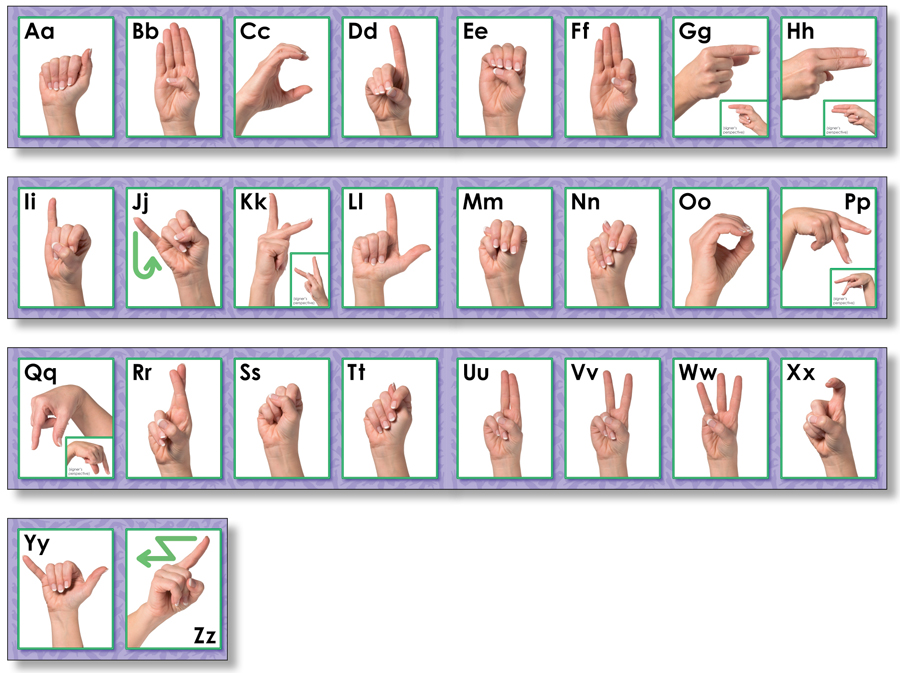 Aa Bb Cc Dd Ee Ff Gg Hh
(signer's
perspective)
(signer's
perspective)
Ii Jj Kk Ll Mm Nn Oo Pp
(signer's
perspective)
(signer's
perspective)
Qq Rr Ss Tt Uu Vv Ww Xx
(signer's
perspective)
Yy
Zz